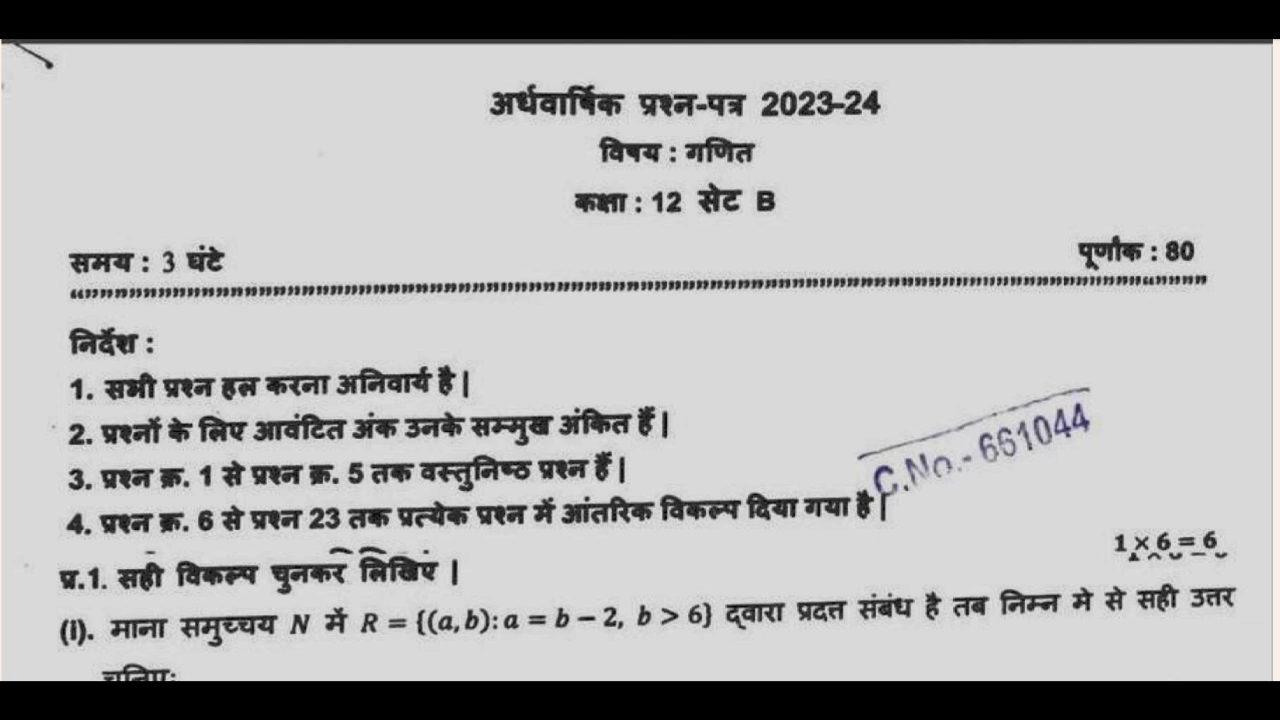 अर्धवार्षिक प्रश्न-पत्र 2023-24
विषय : गणित
कक्षा : 12 सेट B
समय : 3 घंटे
पूर्णांक : 80
निर्देश :
1. सभी प्रश्न हल करना अनिवार्य है |
2. प्रश्नों के लिए आवंटित अंक उनके सम्मुख अंकित हैं |
3. प्रश्न क्र. 1 से प्रश्न क्र. 5 तक वस्तुनिष्ठ प्रश्न हैं |
4. प्रश्न क्र. 6 से प्रश्न 23 तक प्रत्येक प्रश्न में आंतरिक विकल्प दिया गया है |
C.No.- 661044
1 × 6 = 6
प्र.1. सही विकल्प चुनकर लिखिए |
(i). माना समुच्चय N में R = {(a, b): a = b − 2, b > 6} द्वारा प्रदत्त संबंध है तब निम्न मे से सही उत्तर
चुनिए: